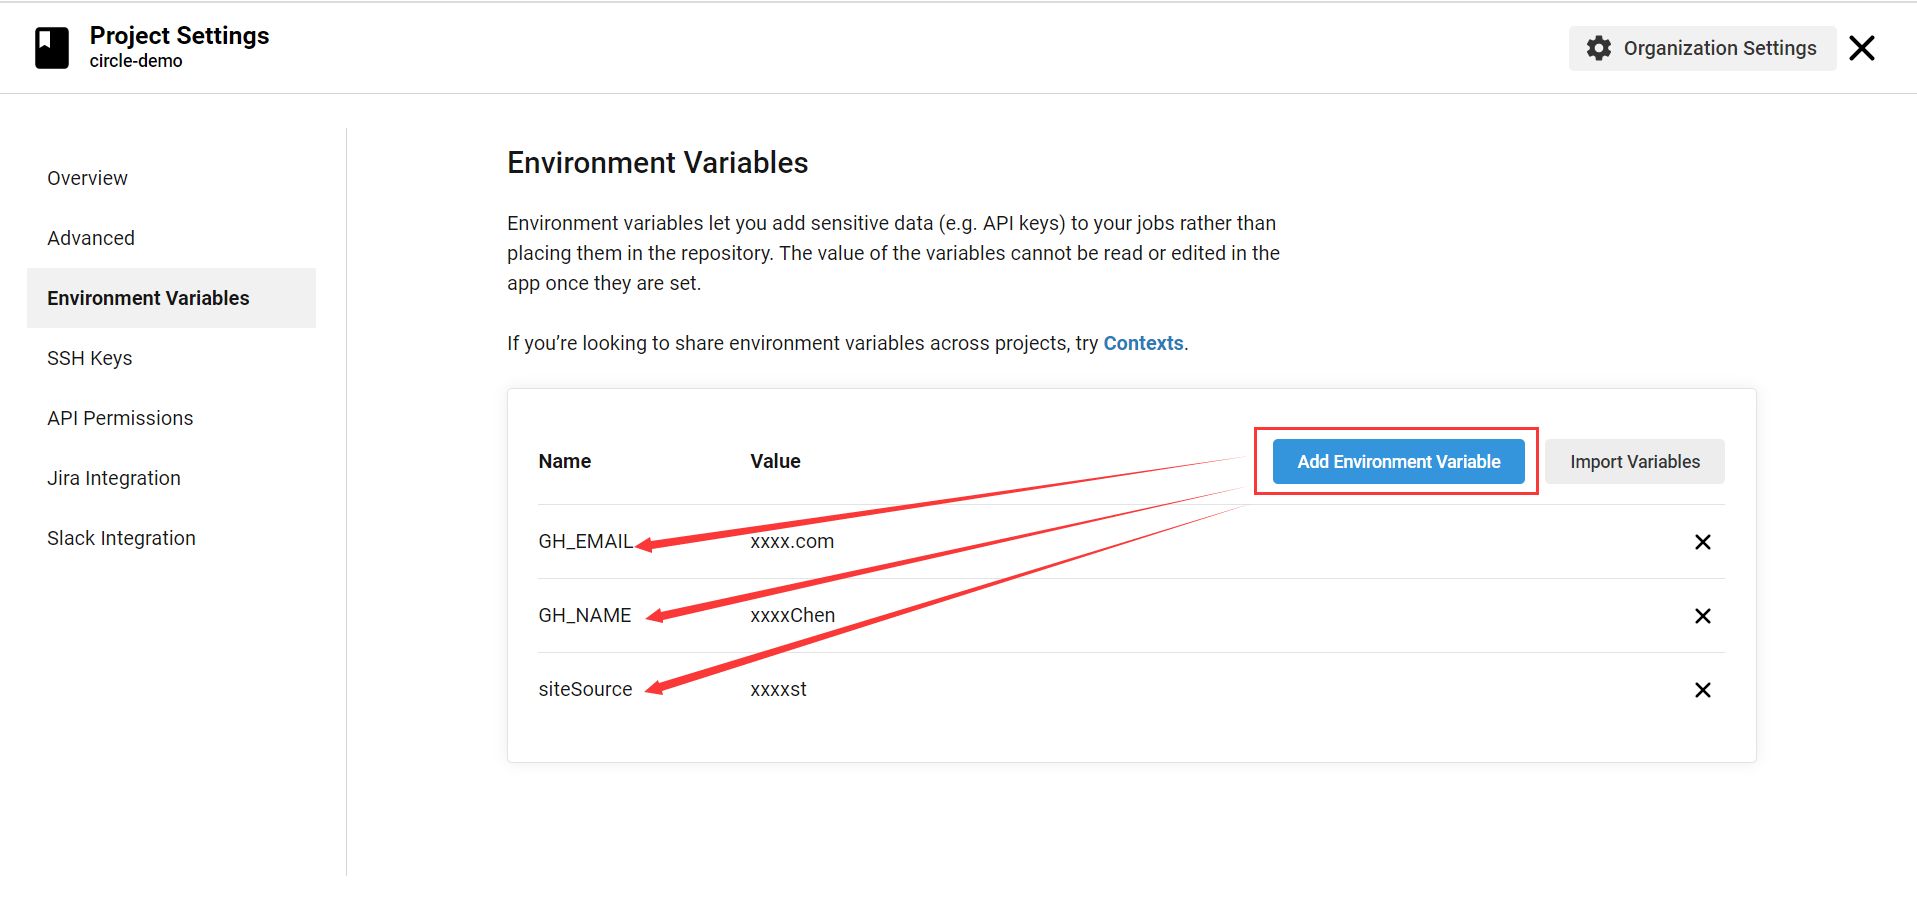 Project Settings
circle-demo
Organization Settings
Overview
Advanced
Environment Variables
SSH Keys
API Permissions
Jira Integration
Slack Integration
Environment Variables
Environment variables let you add sensitive data (e.g. API keys) to your jobs rather than
placing them in the repository. The value of the variables cannot be read or edited in the
app once they are set.
If you’re looking to share environment variables across projects, try Contexts.
Name Value Add Environment Variable Import Variables
GH_EMAIL xxxx.com
GH_NAME xxxxChen
siteSource xxxxst